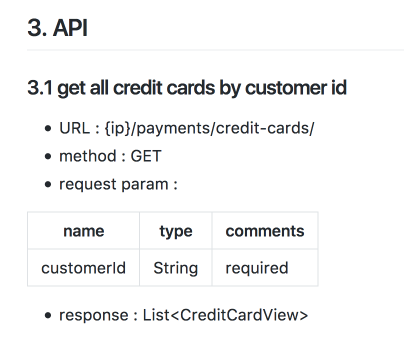 3. API
3.1 get all credit cards by customer id
URL : {ip}/payments/credit-cards/
method : GET
request param :
name type comments
customerId String required
response : List<CreditCardView>